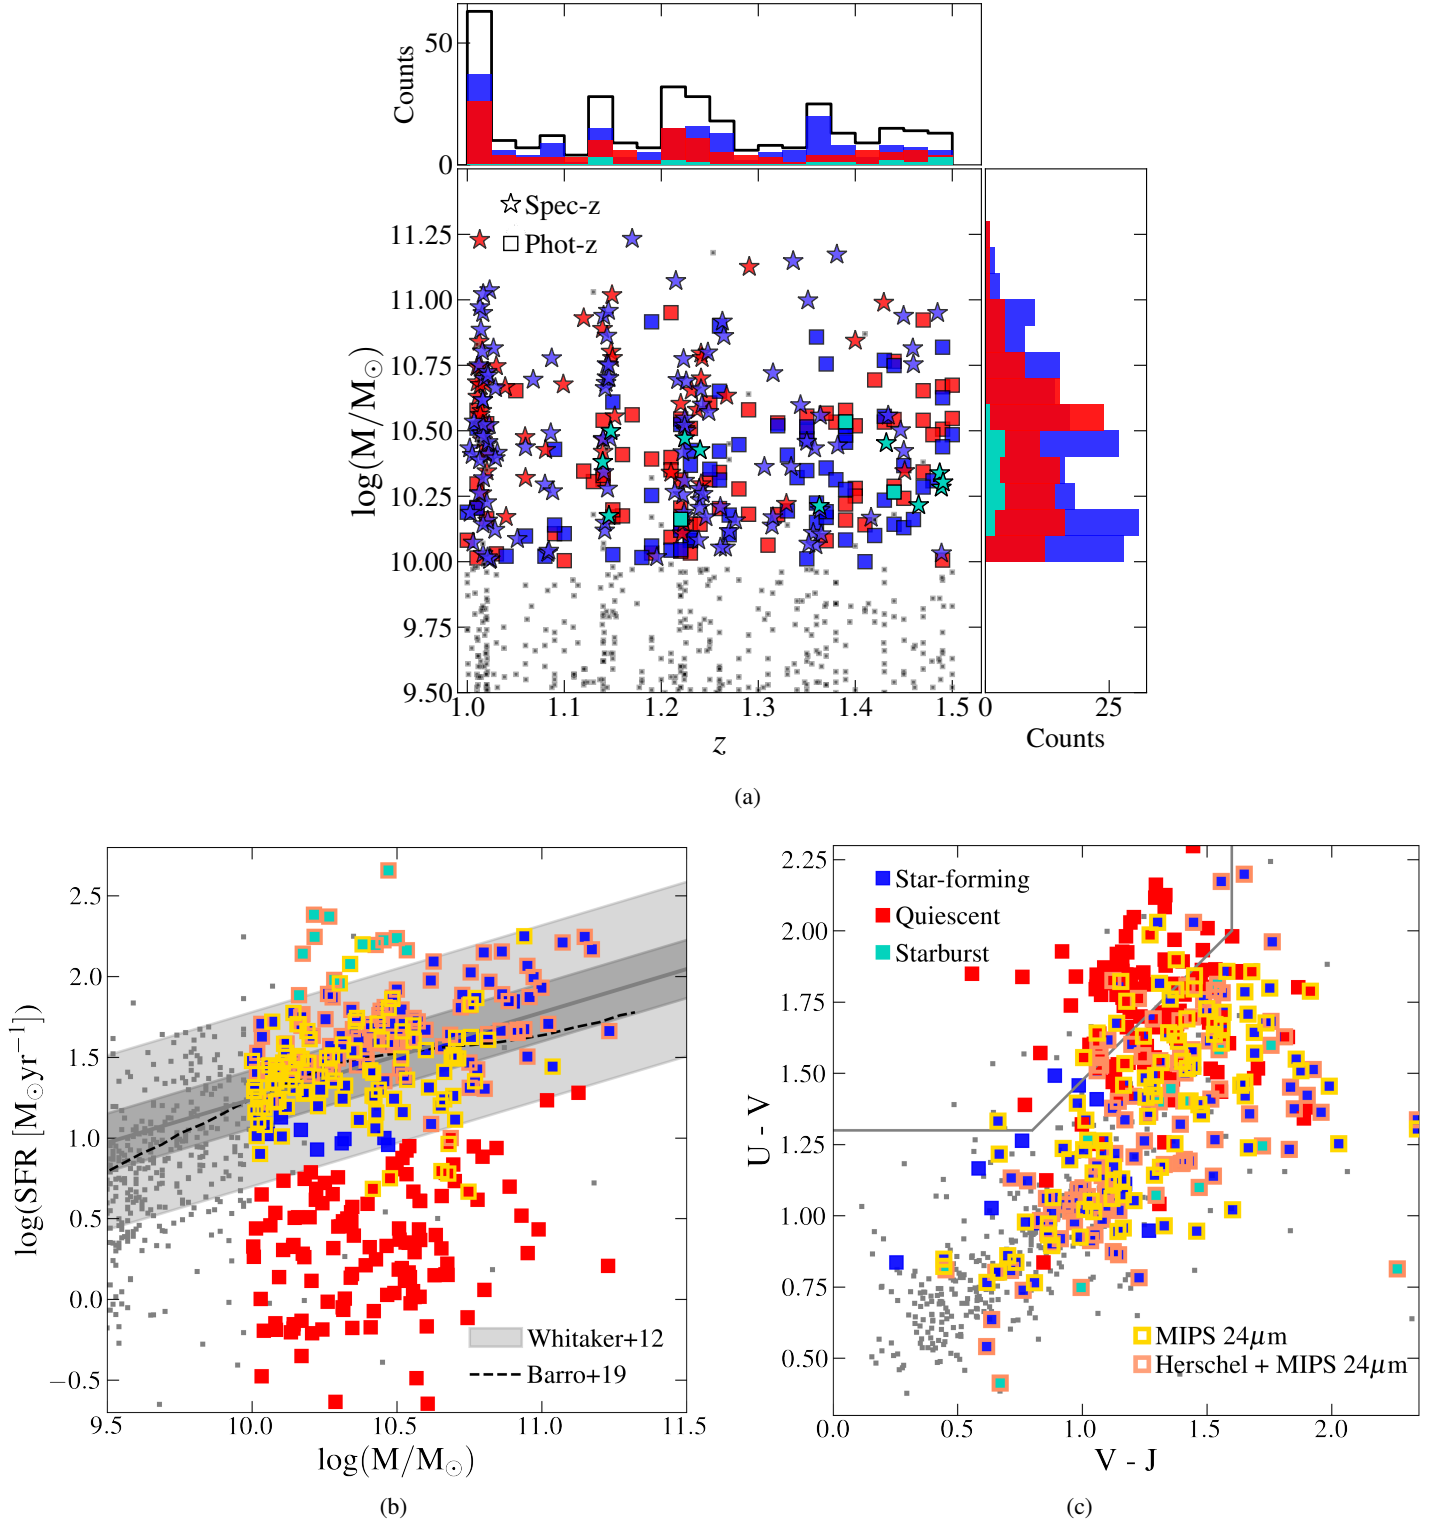 50
0
Counts
Spec-z
Phot-z
11.25
11.00
10.75
10.50
10.25
10.00
9.75
9.50
log(M/M⊙)
1.0 1.1 1.2 1.3 1.4 1.5
z
0 25
Counts
(a)
2.5
2.0
1.5
1.0
0.5
0.0
−0.5
log(SFR [M⊙yr−1])
Whitaker+12
Barro+19
9.5 10.0 10.5 11.0 11.5
log(M/M⊙)
(b)
2.25
2.00
1.75
1.50
1.25
1.00
0.75
0.50
U - V
Star-forming
Quiescent
Starburst
MIPS 24μm
Herschel + MIPS 24μm
0.0 0.5 1.0 1.5 2.0
V - J
(c)